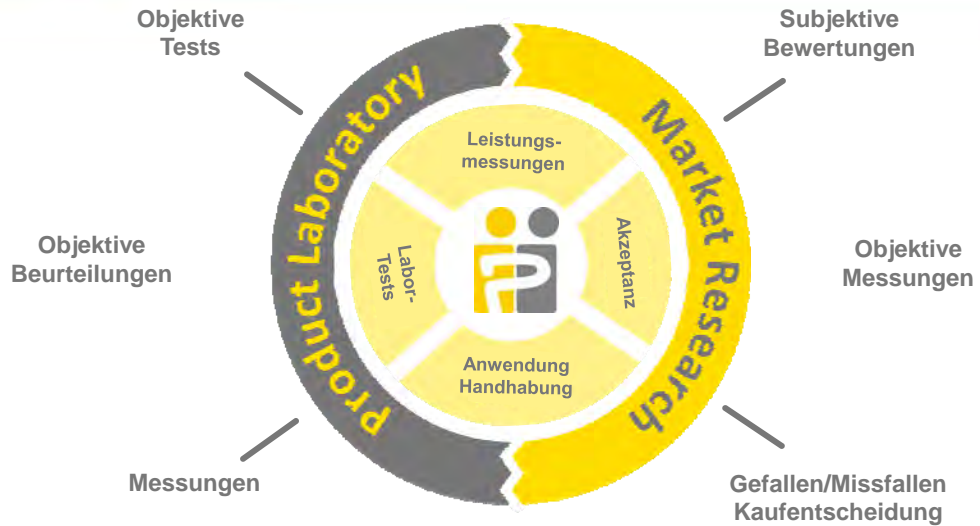 Objektive
Tests
Subjektive
Bewertungen
Product Laboratory
Market Research
Leistungs-
messungen
Labor-
Tests
Akzeptanz
Anwendung
Handhabung
Objektive
Beurteilungen
Objektive
Messungen
Messungen
Gefallen/Missfallen
Kaufentscheidung